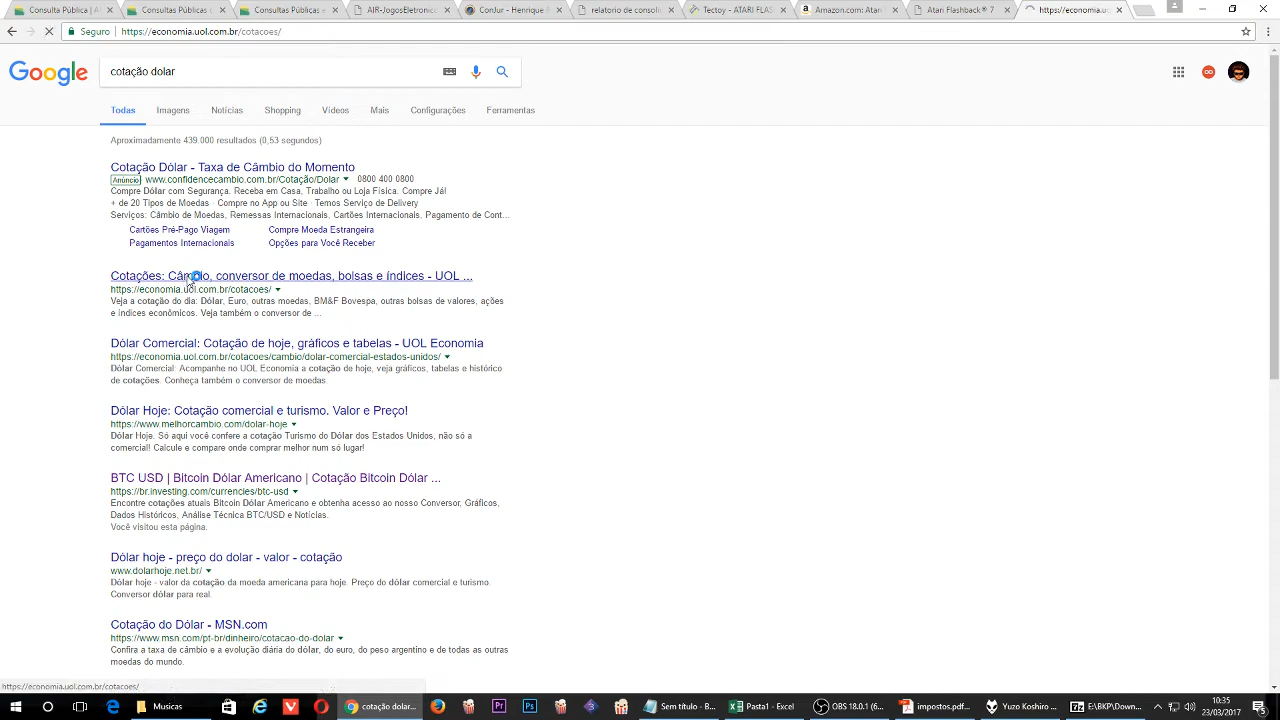 Consulta Pública | A
Consultas Públicas
Consultas Públicas
AIR-JogosEletronico
ConJur - Henrique
relatorio de consoli
Tectoy - ATARI FLAS
Amazon.com: Atar
Atari Flashback® 7
https://economia.uo
Seguro
https://economia.uol.com.br/cotacoes/
Google
cotação dolar
Todas
Imagens
Notícias
Shopping
Vídeos
Mais
Configurações
Ferramentas
Aproximadamente 439.000 resultados (0,53 segundos)
Cotação Dólar - Taxa de Câmbio do Momento
Anúncio www.confidencecambio.com.br/Cotação/Dolar 0800 400 0800
Compre Dólar com Segurança. Receba em Casa, Trabalho ou Loja Física. Compre Já!
+ de 20 Tipos de Moedas · Compre no App ou Site · Temos Serviço de Delivery
Serviços: Câmbio de Moedas, Remessas Internacionais, Cartões Internacionais, Pagamento de Cont...
Cartões Pré-Pago Viagem
Compre Moeda Estrangeira
Pagamentos Internacionais
Opções para Você Receber
Cotações: Câmbio, conversor de moedas, bolsas e índices - UOL ...
https://economia.uol.com.br/cotacoes/
Veja a cotação do dia: Dólar, Euro, outras moedas, BM&F Bovespa, outras bolsas de valores, ações
e índices econômicos. Veja também o conversor de ...
Dólar Comercial: Cotação de hoje, gráficos e tabelas - UOL Economia
https://economia.uol.com.br/cotacoes/cambio/dolar-comercial-estados-unidos/
Dólar Comercial: Acompanhe no UOL Economia a cotação de hoje, veja gráficos, tabelas e histórico
de cotações. Conheça também o conversor de moedas
Dólar Hoje: Cotação comercial e turismo. Valor e Preço!
https://www.melhorcambio.com/dolar-hoje
Dólar Hoje. Só aqui você confere a cotação Turismo do Dólar dos Estados Unidos, não só a
comercial! Calcule e compare onde comprar melhor num só lugar!
BTC USD | Bitcoin Dólar Americano | Cotação Bitcoin Dólar ...
https://br.investing.com/currencies/btc-usd
Encontre cotações atuais Bitcoin Dólar Americano e obtenha acesso ao nosso Conversor, Gráficos,
Dados Históricos, Análise Técnica BTC/USD e Notícias.
Você visitou esta página.
Dólar hoje - preço do dolar - valor - cotação
www.dolarhoje.net.br/
Dólar hoje - valor da cotação da moeda americana para hoje. Preço do dólar comercial e turismo.
Conversor dólar para real.
Cotação do Dólar - MSN.com
https://www.msn.com/pt-br/dinheiro/cotacao-do-dolar
Confira a taxa de câmbio e a evolução diária do dólar, do euro, do peso argentino e de todas as outras
moedas do mundo.
https://economia.uol.com.br/cotacoes/
Musicas
cotação dolar...
Sem título - B...
Pasta1 - Excel
OBS 18.0.1 (6...
impostos.pdf...
Yuzo Koshiro ...
E:\BKP\Down...
10:35
23/03/2017